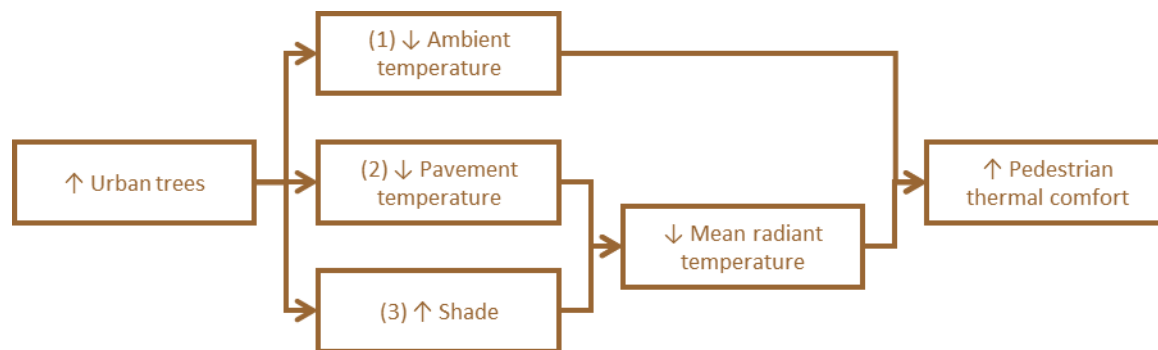 (1) ↓ Ambient
temperature
↑ Urban trees
(2) ↓ Pavement
temperature
(3) ↑ Shade
↓ Mean radiant
temperature
↑ Pedestrian
thermal comfort